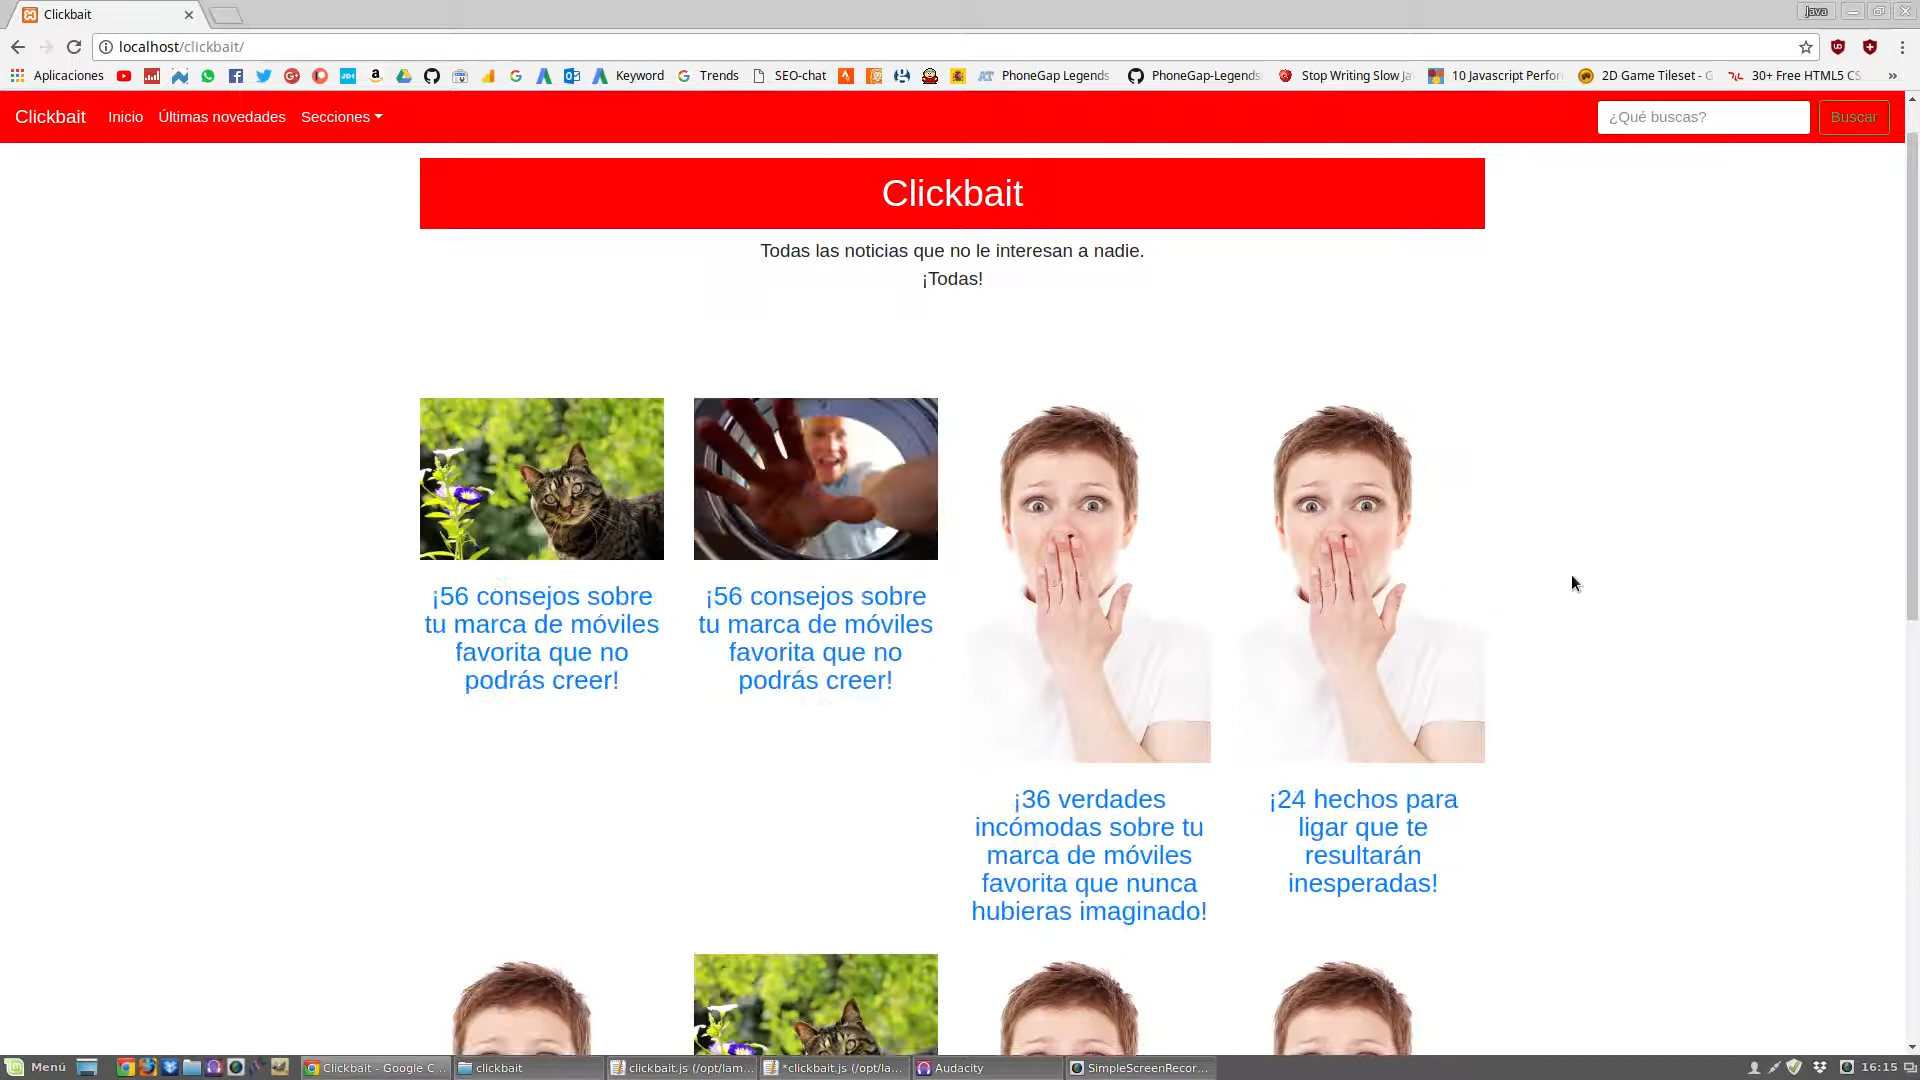 Clickbait
Java
localhost/clickbait/
Aplicaciones
Keyword
Trends
SEO-chat
PhoneGap Legends
PhoneGap-Legends
Stop Writing Slow Ja
10 Javascript Perfor
2D Game Tileset - G
30+ Free HTML5 CS
Clickbait
Inicio
Últimas novedades
Secciones
¿Qué buscas?
Buscar
Clickbait
Todas las noticias que no le interesan a nadie.
¡Todas!
¡56 consejos sobre
tu marca de móviles
favorita que no
podrás creer!
¡56 consejos sobre
tu marca de móviles
favorita que no
podrás creer!
¡36 verdades
incómodas sobre tu
marca de móviles
favorita que nunca
hubieras imaginado!
¡24 hechos para
ligar que te
resultarán
inesperadas!
Menú
Clickbait - Google C...
clickbait
clickbait.js (/opt/lam...
*clickbait.js (/opt/la...
Audacity
SimpleScreenRecor...
16:15